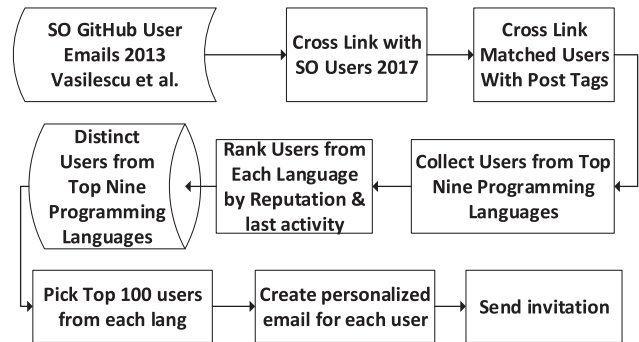 SO GitHub User
Emails 2013
Vasilescu et al.
Cross Link with
SO Users 2017
Cross Link
Matched Users
With Post Tags
Collect Users from Top
Nine Programming
Languages
Rank Users from
Each Language
by Reputation &
last activity
Distinct
Users from
Top Nine
Programming
Languages
Pick Top 100 users
from each lang
Create personalized
email for each user
Send invitation